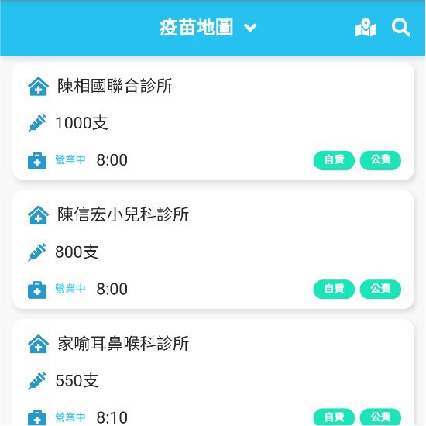 疫苗地圖
陳相國聯合診所
1000支
營業中 8:00 自費 公費
陳信宏小兒科診所
800支
營業中 8:00 自費 公費
家喻耳鼻喉科診所
550支
營業中 8:10 自費 公費